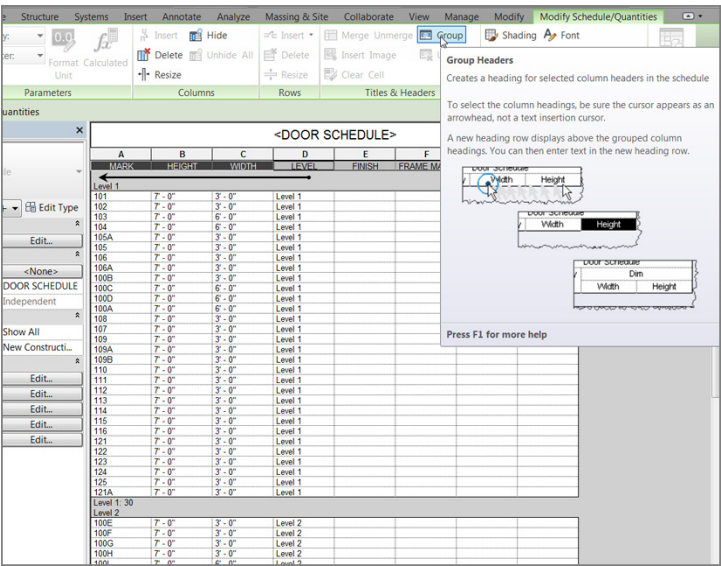 Structure Systems Insert Annotate Analyze Massing & Site Collaborate View Manage Modify Modify Schedule/Quantities
y: 0.0 fx Insert Hide Insert Merge Unmerge Group Shading Font
er: Format Unit Calculated Delete Unhide All Delete Insert Image
Resize Resize Clear Cell
Parameters Columns Rows Titles & Headers
uantities
Group Headers
Creates a heading for selected column headers in the schedule
To select the column headings, be sure the cursor appears as an
arrowhead, not a text insertion cursor.
A new heading row displays above the grouped column
headings. You can then enter text in the new heading row.
Door Schedule
Width Height
Door Schedule
Width Height
Door Schedule
Dim
Width Height
Press F1 for more help
Edit Type
Edit...
<None>
DOOR SCHEDULE
Independent
Show All
New Constructi...
Edit...
Edit...
Edit...
Edit...
Edit...
<DOOR SCHEDULE>
A B C D E F
MARK HEIGHT WIDTH LEVEL FINISH FRAME MA
Level 1
101 7' - 0" 3' - 0" Level 1
102 7' - 0" 3' - 0" Level 1
103 7' - 0" 6' - 0" Level 1
104 7' - 0" 6' - 0" Level 1
105A 7' - 0" 3' - 0" Level 1
105 7' - 0" 3' - 0" Level 1
106 7' - 0" 3' - 0" Level 1
106A 7' - 0" 3' - 0" Level 1
100B 7' - 0" 3' - 0" Level 1
100C 7' - 0" 6' - 0" Level 1
100D 7' - 0" 6' - 0" Level 1
100A 7' - 0" 6' - 0" Level 1
108 7' - 0" 3' - 0" Level 1
107 7' - 0" 3' - 0" Level 1
109 7' - 0" 3' - 0" Level 1
109A 7' - 0" 3' - 0" Level 1
109B 7' - 0" 3' - 0" Level 1
110 7' - 0" 3' - 0" Level 1
111 7' - 0" 3' - 0" Level 1
112 7' - 0" 3' - 0" Level 1
113 7' - 0" 3' - 0" Level 1
114 7' - 0" 3' - 0" Level 1
115 7' - 0" 3' - 0" Level 1
116 7' - 0" 3' - 0" Level 1
121 7' - 0" 3' - 0" Level 1
122 7' - 0" 3' - 0" Level 1
123 7' - 0" 3' - 0" Level 1
124 7' - 0" 3' - 0" Level 1
125 7' - 0" 3' - 0" Level 1
121A 7' - 0" 3' - 0" Level 1
Level 1: 30
Level 2
100E 7' - 0" 3' - 0" Level 2
100F 7' - 0" 3' - 0" Level 2
100G 7' - 0" 3' - 0" Level 2
100H 7' - 0" 3' - 0" Level 2
7' - 0" 6' - 0" Level 2